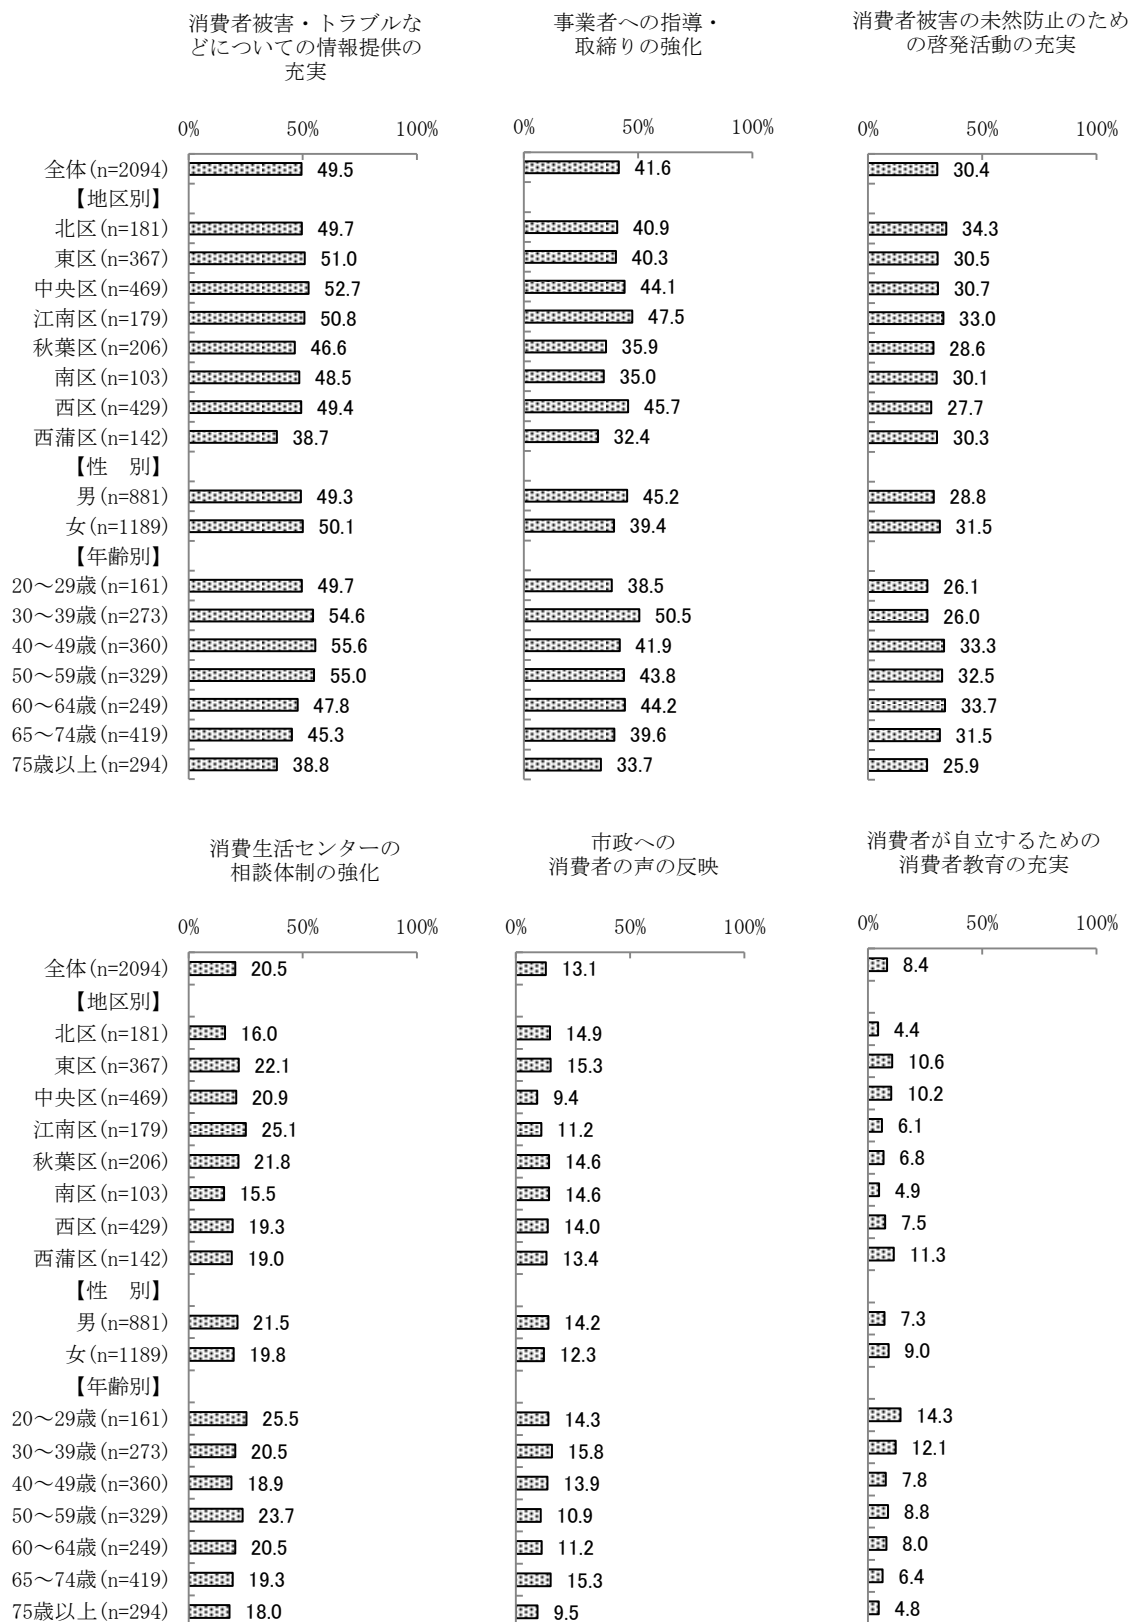 消費者被害・トラブルな
どについての情報提供の
充実
事業者への指導・
取締りの強化
消費者被害の未然防止のため
の啓発活動の充実
0% 50% 100% 0% 50% 100% 0% 50% 100%
全体(n=2094) 49.5 41.6 30.4
【地区別】
北区(n=181) 49.7 40.9 34.3
東区(n=367) 51.0 40.3 30.5
中央区(n=469) 52.7 44.1 30.7
江南区(n=179) 50.8 47.5 33.0
秋葉区(n=206) 46.6 35.9 28.6
南区(n=103) 48.5 35.0 30.1
西区(n=429) 49.4 45.7 27.7
西蒲区(n=142) 38.7 32.4 30.3
【性　別】
男(n=881) 49.3 45.2 28.8
女(n=1189) 50.1 39.4 31.5
【年齢別】
20～29歳(n=161) 49.7 38.5 26.1
30～39歳(n=273) 54.6 50.5 26.0
40～49歳(n=360) 55.6 41.9 33.3
50～59歳(n=329) 55.0 43.8 32.5
60～64歳(n=249) 47.8 44.2 33.7
65～74歳(n=419) 45.3 39.6 31.5
75歳以上(n=294) 38.8 33.7 25.9
消費生活センターの
相談体制の強化
市政への
消費者の声の反映
消費者が自立するための
消費者教育の充実
0% 50% 100% 0% 50% 100% 0% 50% 100%
全体(n=2094) 20.5 13.1 8.4
【地区別】
北区(n=181) 16.0 14.9 4.4
東区(n=367) 22.1 15.3 10.6
中央区(n=469) 20.9 9.4 10.2
江南区(n=179) 25.1 11.2 6.1
秋葉区(n=206) 21.8 14.6 6.8
南区(n=103) 15.5 14.6 4.9
西区(n=429) 19.3 14.0 7.5
西蒲区(n=142) 19.0 13.4 11.3
【性　別】
男(n=881) 21.5 14.2 7.3
女(n=1189) 19.8 12.3 9.0
【年齢別】
20～29歳(n=161) 25.5 14.3 14.3
30～39歳(n=273) 20.5 15.8 12.1
40～49歳(n=360) 18.9 13.9 7.8
50～59歳(n=329) 23.7 10.9 8.8
60～64歳(n=249) 20.5 11.2 8.0
65～74歳(n=419) 19.3 15.3 6.4
75歳以上(n=294) 18.0 9.5 4.8